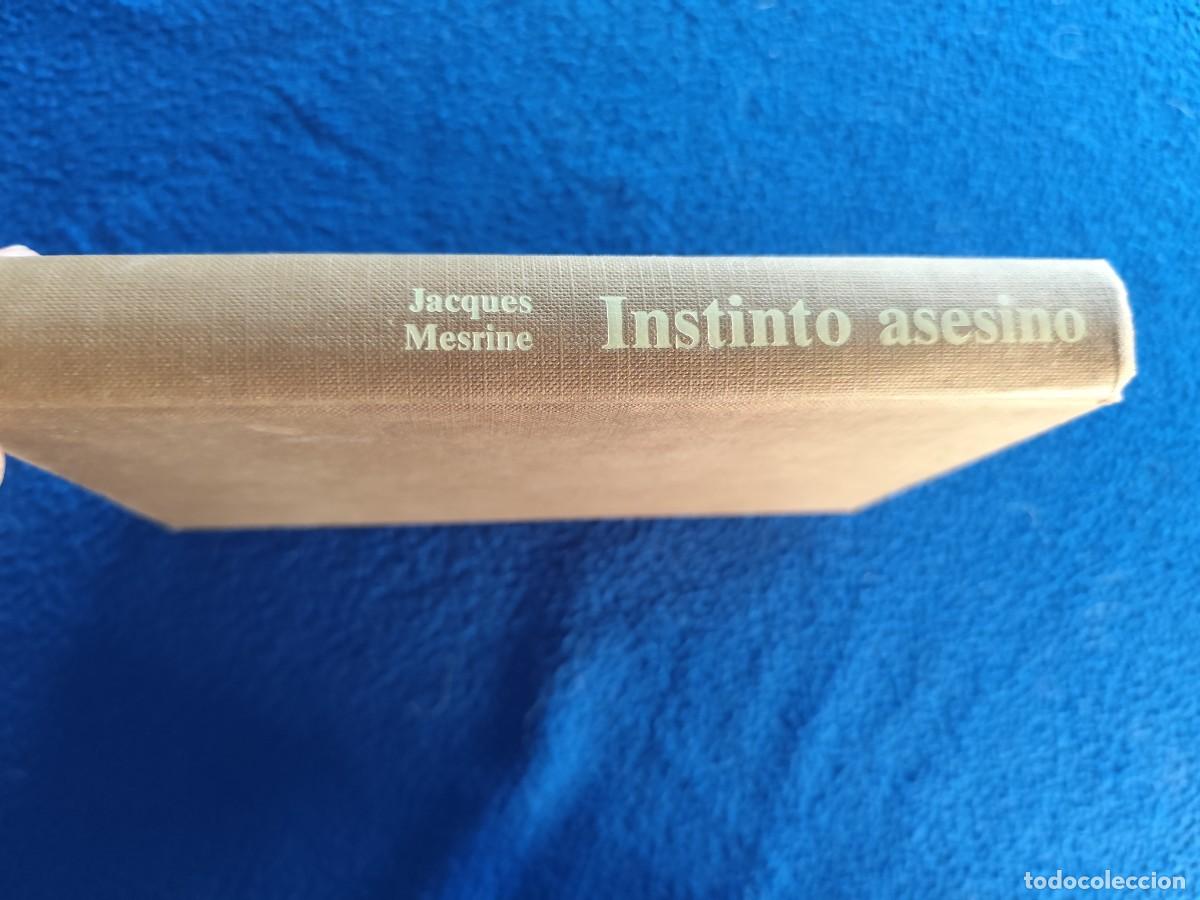 Jacques
Mesrine
Instinto asesino
todocoleccion